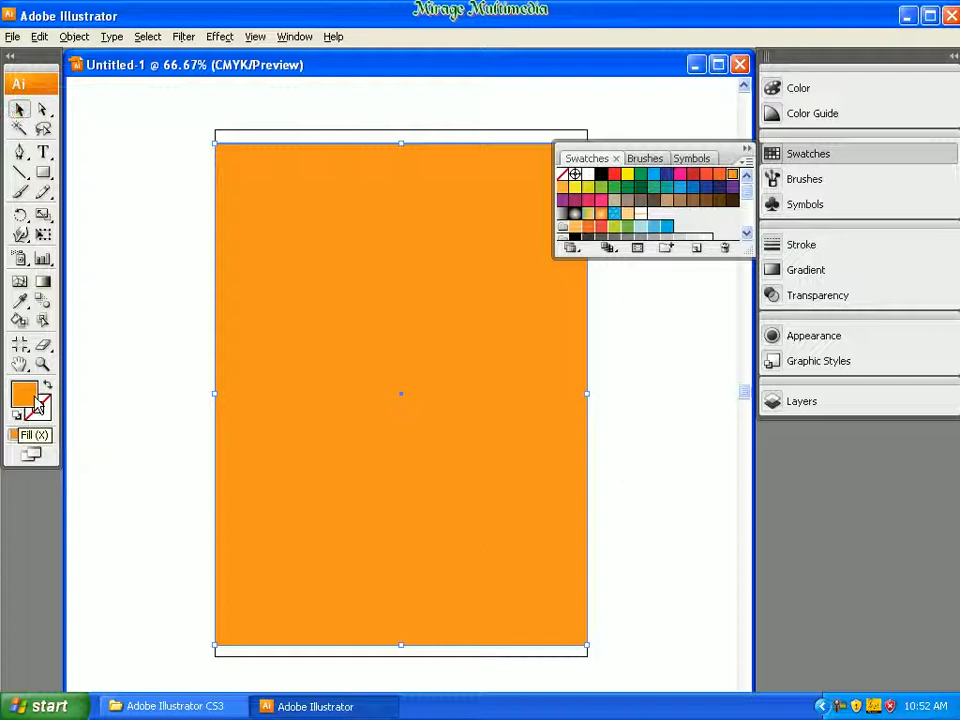 Mirage Multimedia
Adobe Illustrator
File Edit Object Type Select Filter Effect View Window Help
Untitled-1 @ 66.67% (CMYK/Preview)
Ai
T
Fill (X)
Swatches × Brushes Symbols
Color
Color Guide
Swatches
Brushes
Symbols
Stroke
Gradient
Transparency
Appearance
Graphic Styles
Layers
start
Adobe Illustrator CS3
Ai Adobe Illustrator
10:52 AM